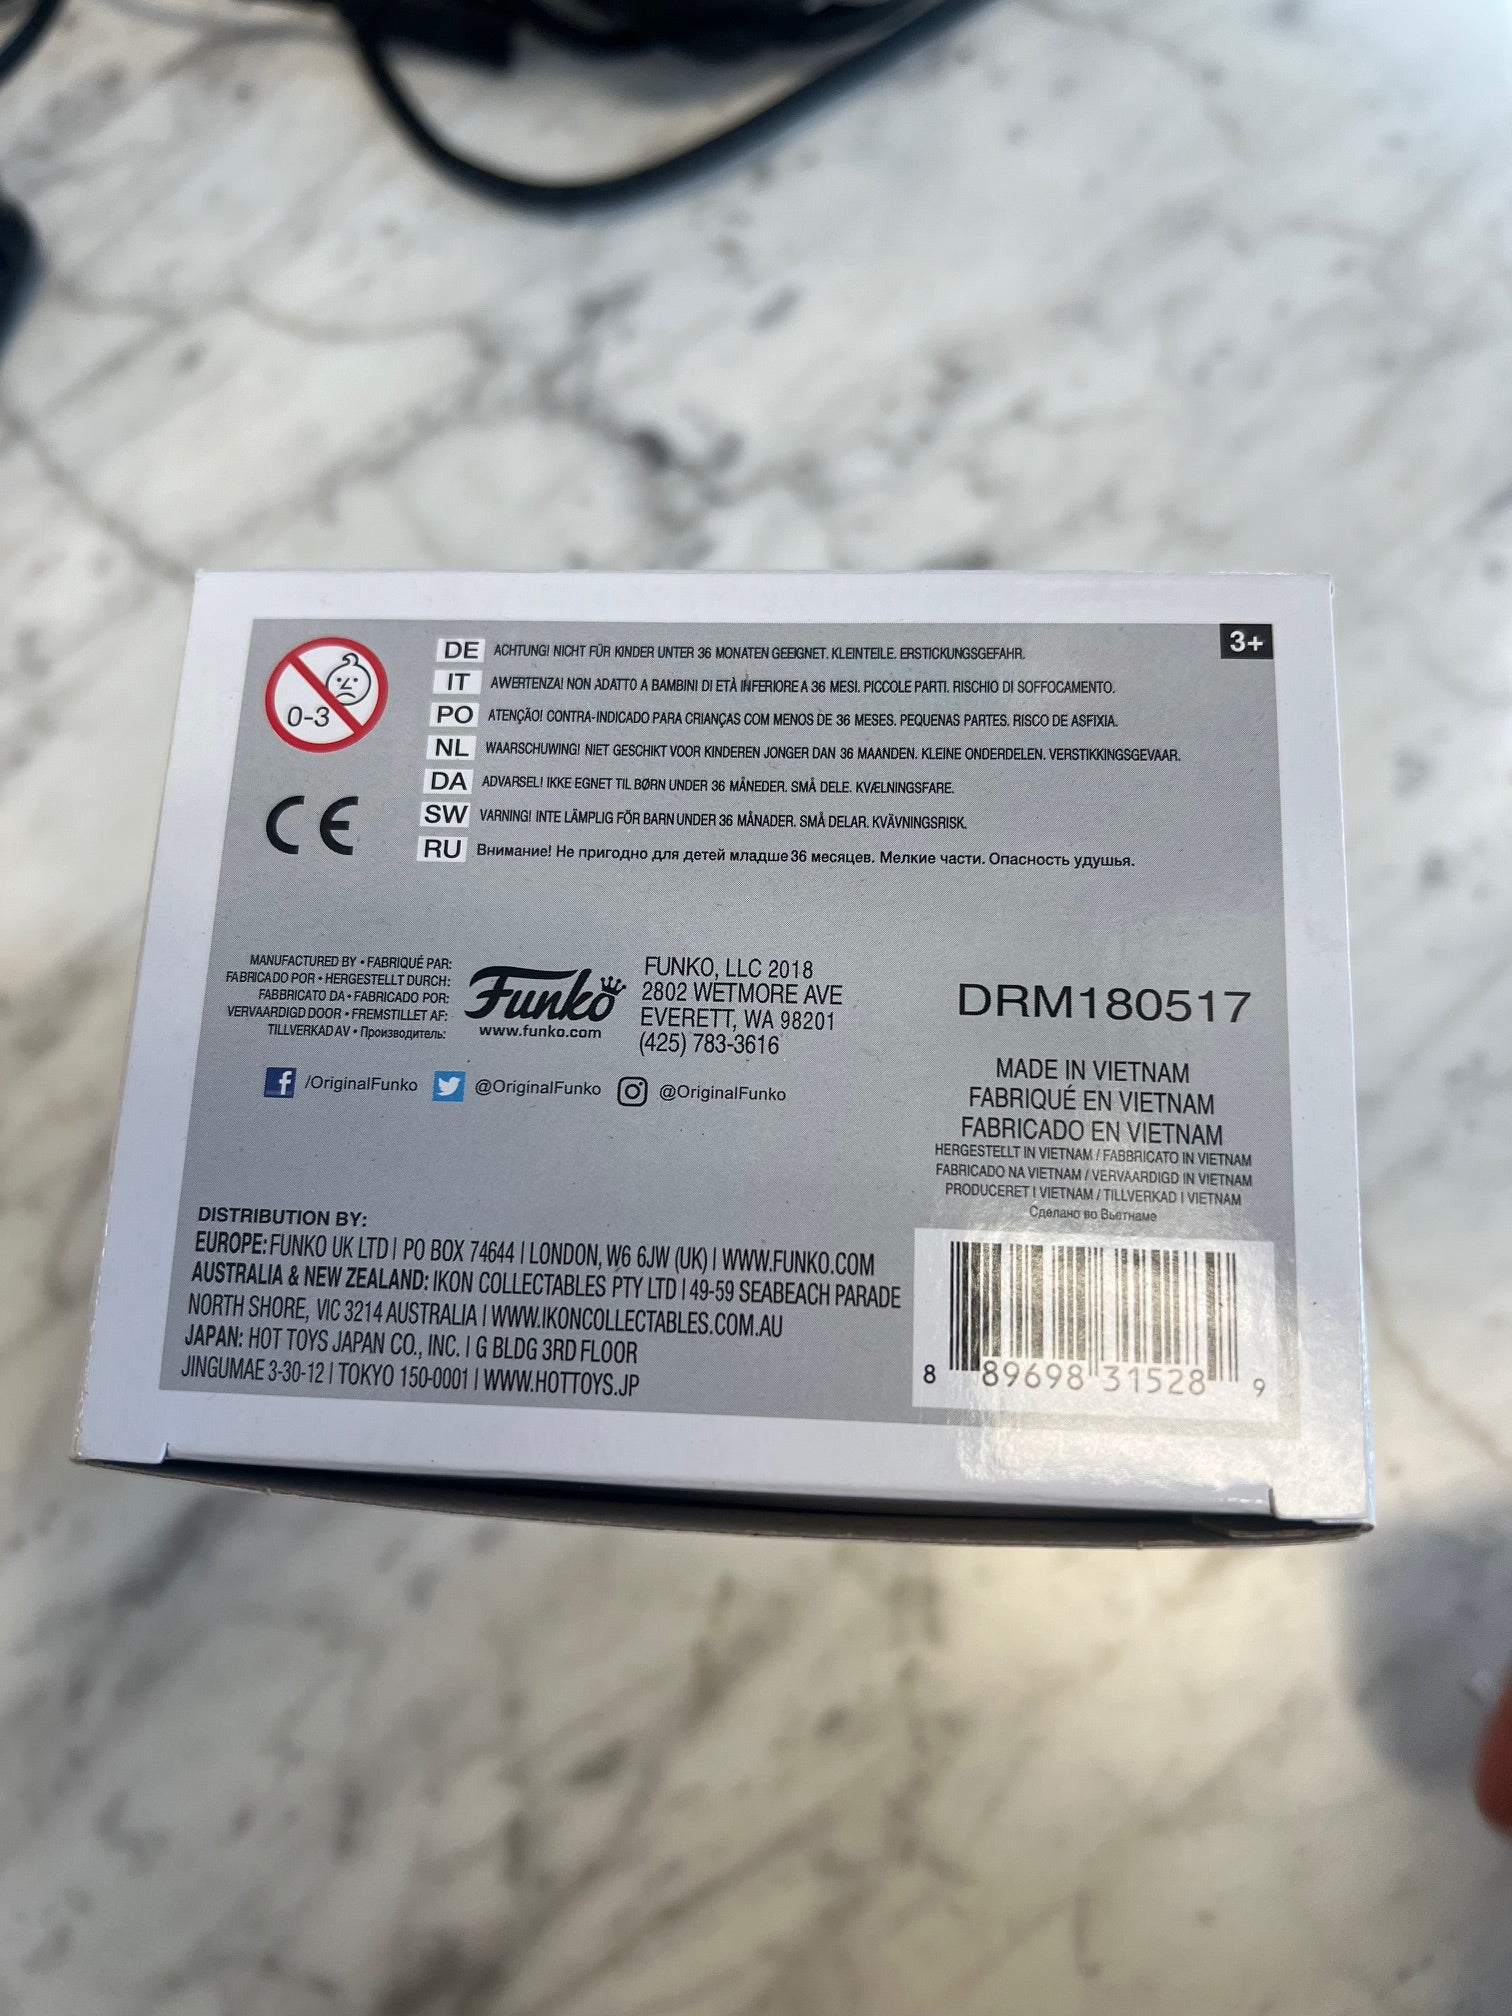 0-3
CE
DE ACHTUNG! NICHT FÜR KINDER UNTER 36 MONATEN GEEIGNET. KLEINTEILE. ERSTICKUNGSGEFAHR.
IT AWERTENZA! NON ADATTO A BAMBINI DI ETÀ INFERIORE A 36 MESI. PICCOLE PARTI. RISCHIO DI SOFFOCAMENTO.
PO ATENÇÃO! CONTRA-INDICADO PARA CRIANÇAS COM MENOS DE 36 MESES. PEQUENAS PARTES. RISCO DE ASFIXIA.
NL WAARSCHUWING! NIET GESCHIKT VOOR KINDEREN JONGER DAN 36 MAANDEN. KLEINE ONDERDELEN. VERSTIKKINGSGEVAAR.
DA ADVARSEL! IKKE EGNET TIL BØRN UNDER 36 MÅNEDER. SMÅ DELE. KVÆLNINGSFARE.
SW VARNING! INTE LÄMPLIG FÖR BARN UNDER 36 MÅNADER. SMÅ DELAR. KVÄVNINGSRISK.
RU Внимание! Не пригодно для детей младше 36 месяцев. Мелкие части. Опасность удушья.
3+
MANUFACTURED BY • FABRIQUÉ PAR:
FABRICADO POR • HERGESTELLT DURCH:
FABBRICATO DA • FABRICADO POR:
VERVAARDIGD DOOR • FREMSTILLET AF:
TILLVERKAD AV • Производитель:
Funko
www.funko.com
FUNKO, LLC 2018
2802 WETMORE AVE
EVERETT, WA 98201
(425) 783-3616
/OriginalFunko @OriginalFunko @OriginalFunko
DRM180517
MADE IN VIETNAM
FABRIQUÉ EN VIETNAM
FABRICADO EN VIETNAM
HERGESTELLT IN VIETNAM / FABBRICATO IN VIETNAM
FABRICADO NA VIETNAM / VERVAARDIGD IN VIETNAM
PRODUCERET I VIETNAM / TILLVERKAD I VIETNAM
Сделано во Вьетнаме
DISTRIBUTION BY:
EUROPE: FUNKO UK LTD | PO BOX 74644 | LONDON, W6 6JW (UK) | WWW.FUNKO.COM
AUSTRALIA & NEW ZEALAND: IKON COLLECTABLES PTY LTD | 49-59 SEABEACH PARADE
NORTH SHORE, VIC 3214 AUSTRALIA | WWW.IKONCOLLECTABLES.COM.AU
JAPAN: HOT TOYS JAPAN CO., INC. | G BLDG 3RD FLOOR
JINGUMAE 3-30-12 | TOKYO 150-0001 | WWW.HOTTOYS.JP
8 89698 31528 9